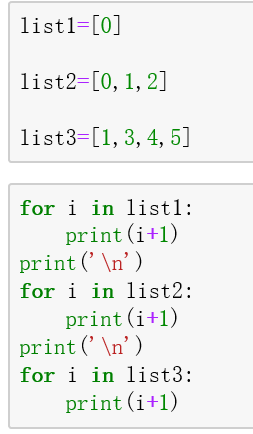 list1=[0]
list2=[0,1,2]
list3=[1,3,4,5]
for i in list1:
    print(i+1)
print('\n')
for i in list2:
    print(i+1)
print('\n')
for i in list3:
    print(i+1)